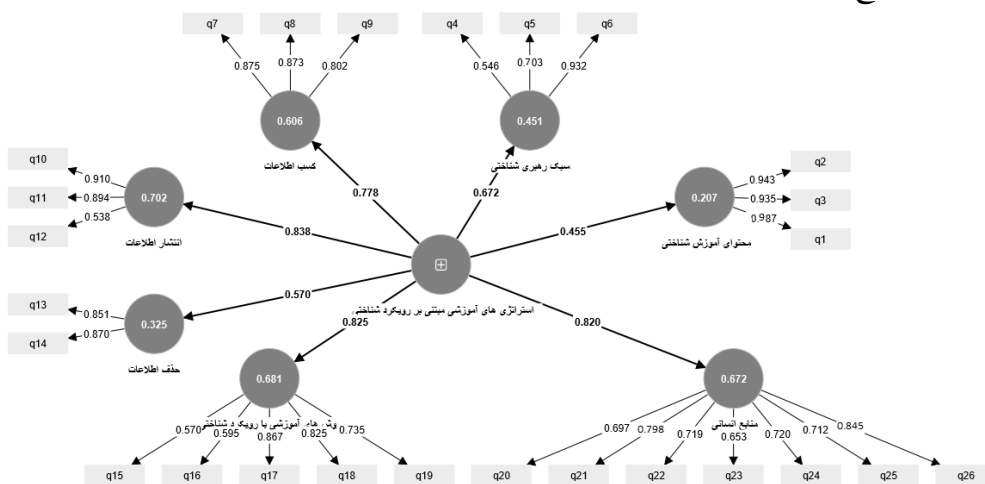 q7 q8 q9 q4 q5 q6
0.875 0.873 0.802 0.546 0.703 0.932
0.606 0.451
کسب اطلاعات
سبک رهبری شناختی
q10
q11
q12
0.910
0.894
0.538
0.702
انتشار اطلاعات
0.778
0.672
q2
q3
q1
0.943
0.935
0.987
0.207
محتوای آموزش شناختی
0.838
0.455
استراتژی های آموزشی مبتنی بر رویکرد شناختی
q13
q14
0.851
0.870
0.325
حذف اطلاعات
0.570
0.825
0.820
0.681
وش های آموزشی با رویکرد شناختی
0.570 0.595 0.867 0.825 0.735
q15 q16 q17 q18 q19
0.672
منابع انسانی
0.697 0.798 0.719 0.653 0.720 0.712 0.845
q20 q21 q22 q23 q24 q25 q26